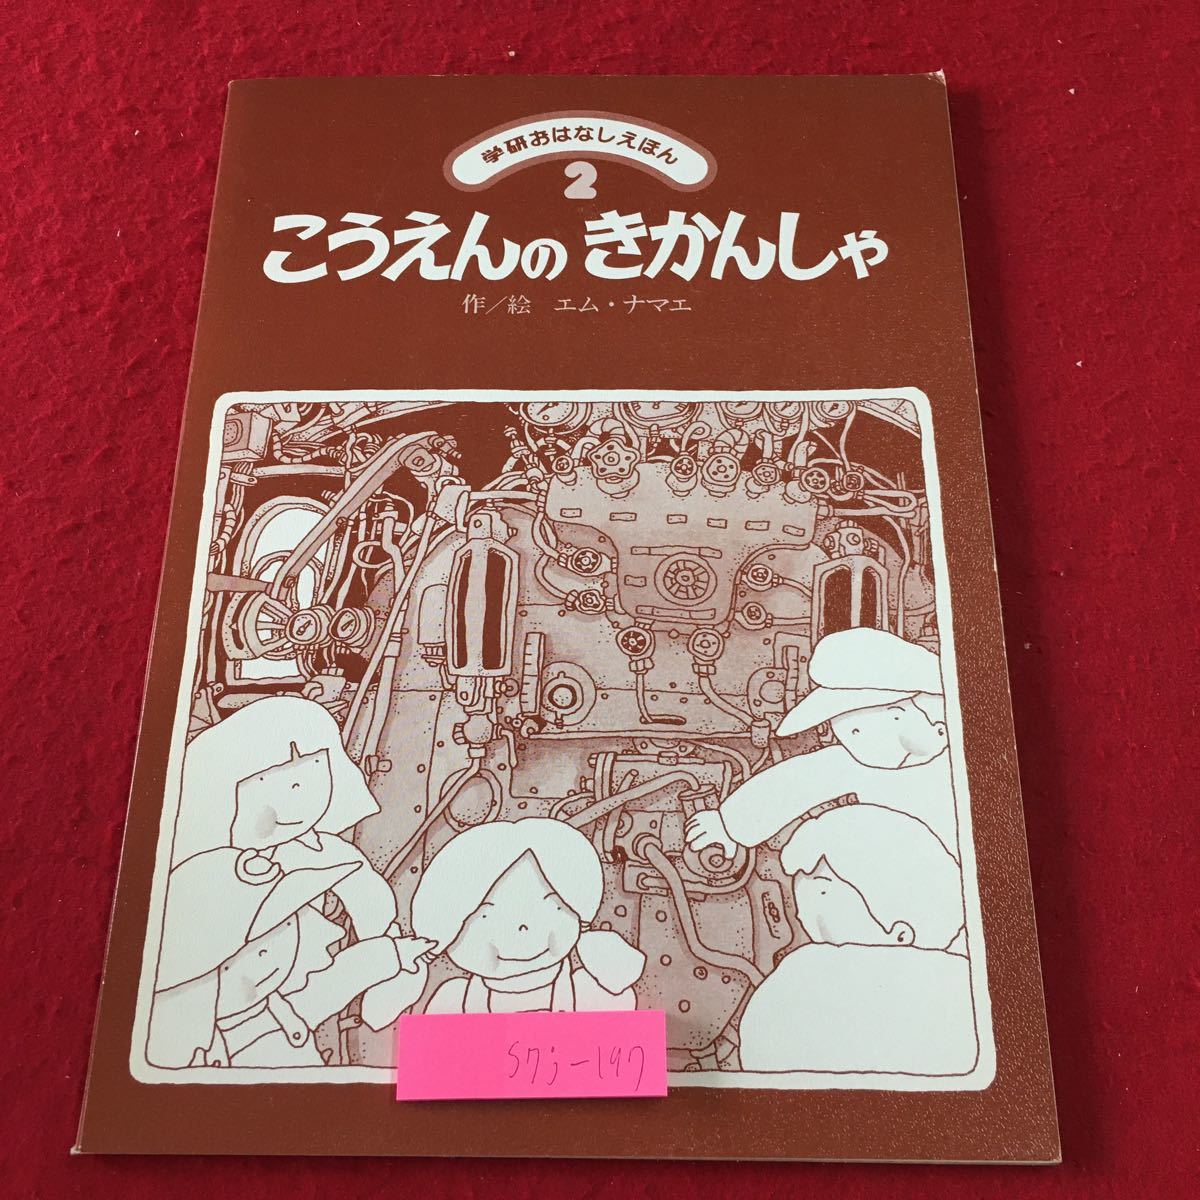 学研おはなしえほん
2
こうえんの きかんしゃ
作/絵 エム・ナマエ
S7j-197